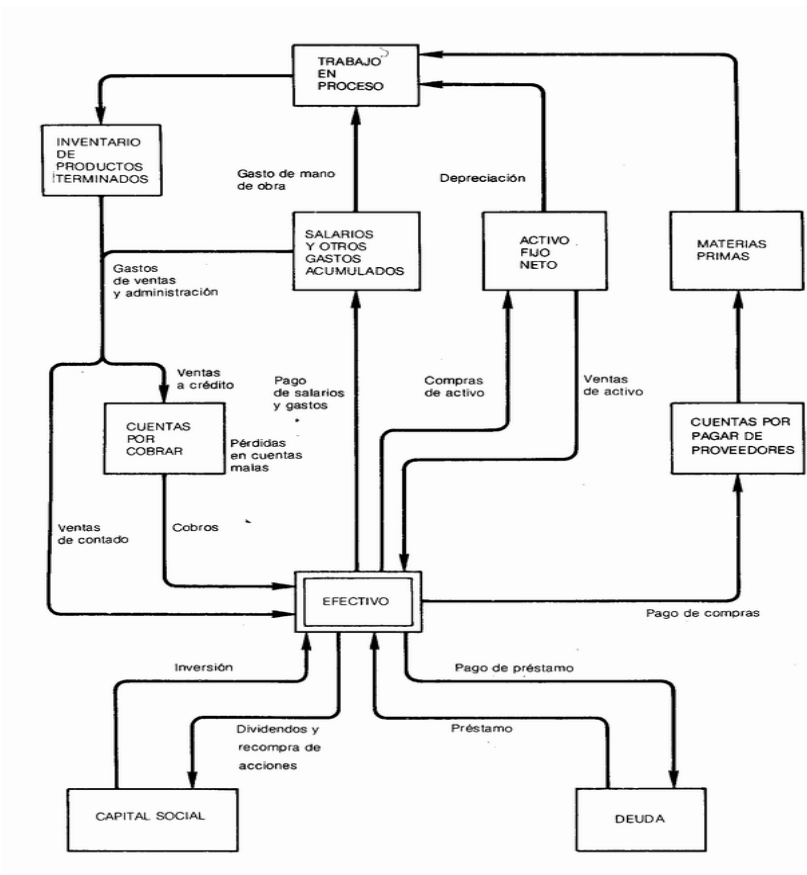 TRABAJO
EN
PROCESO
INVENTARIO
DE
PRODUCTOS
TERMINADOS
Gasto de mano
de obra
Depreciación
SALARIOS
Y OTROS
GASTOS
ACUMULADOS
ACTIVO
FIJO
NETO
MATERIAS
PRIMAS
Gastos
de ventas
y administración
Ventas
a crédito
Pago
de salarios
y gastos
Compras
de activo
Ventas
de activo
CUENTAS
POR
COBRAR
Pérdidas
en cuentas
malas
CUENTAS POR
PAGAR DE
PROVEEDORES
Ventas
de contado
Cobros
EFECTIVO
Pago de compras
Inversión
Pago de préstamo
Dividendos y
recompra de
acciones
Préstamo
CAPITAL SOCIAL
DEUDA